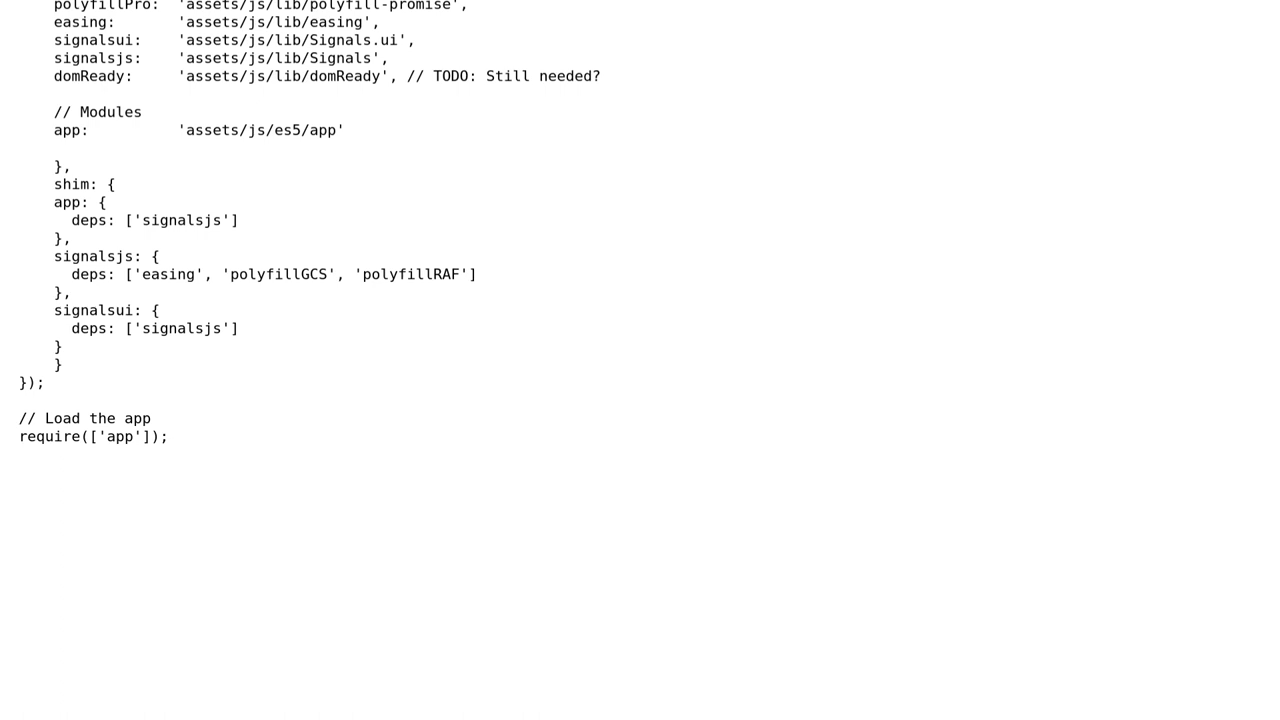 polyfillPro:  'assets/js/lib/polyfill-promise',
    easing:       'assets/js/lib/easing',
    signalsui:    'assets/js/lib/Signals.ui',
    signalsjs:    'assets/js/lib/Signals',
    domReady:     'assets/js/lib/domReady', // TODO: Still needed?

    // Modules
    app:          'assets/js/es5/app'

    },
    shim: {
    app: {
      deps: ['signalsjs']
    },
    signalsjs: {
      deps: ['easing', 'polyfillGCS', 'polyfillRAF']
    },
    signalsui: {
      deps: ['signalsjs']
    }
    }
});

// Load the app
require(['app']);